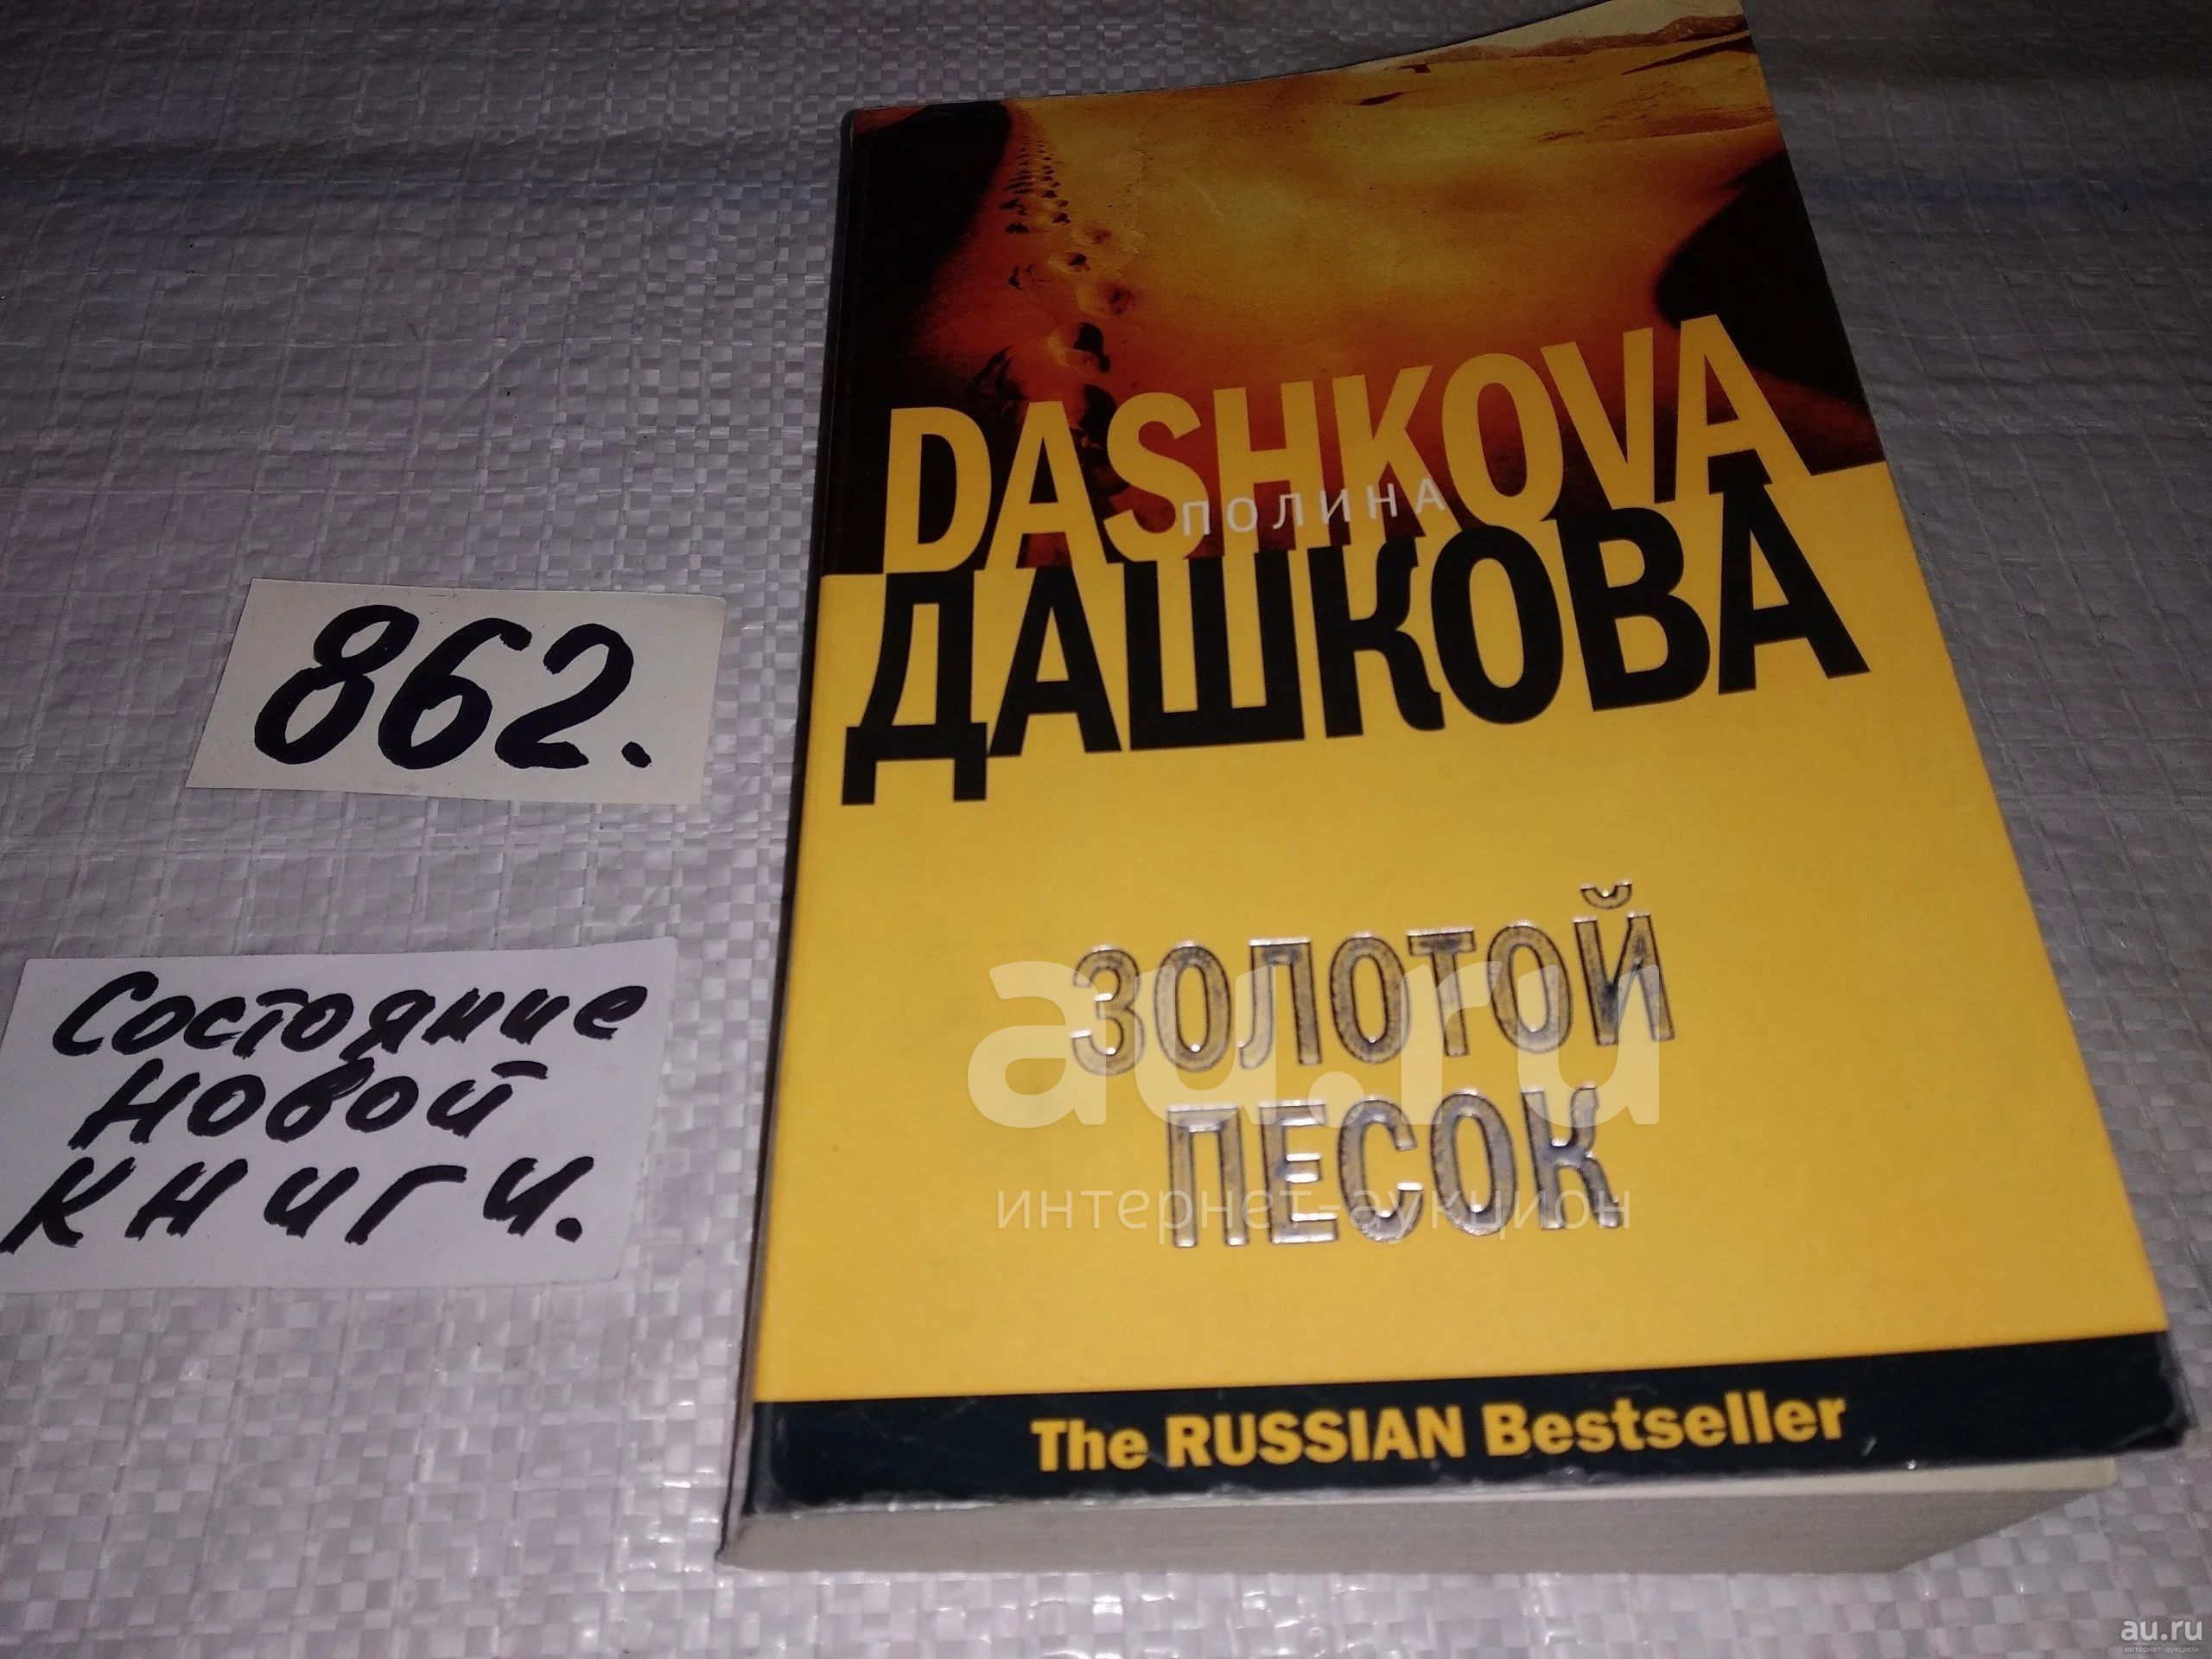 DASHKOVA
ПОЛИНА
ДАШКОВА
862.
Состояние
новой
книги.
ЗОЛОТОЙ
ПЕСОК
au.ru
интернет-аукцион
The RUSSIAN Bestseller
au.ru
интернет-аукцион